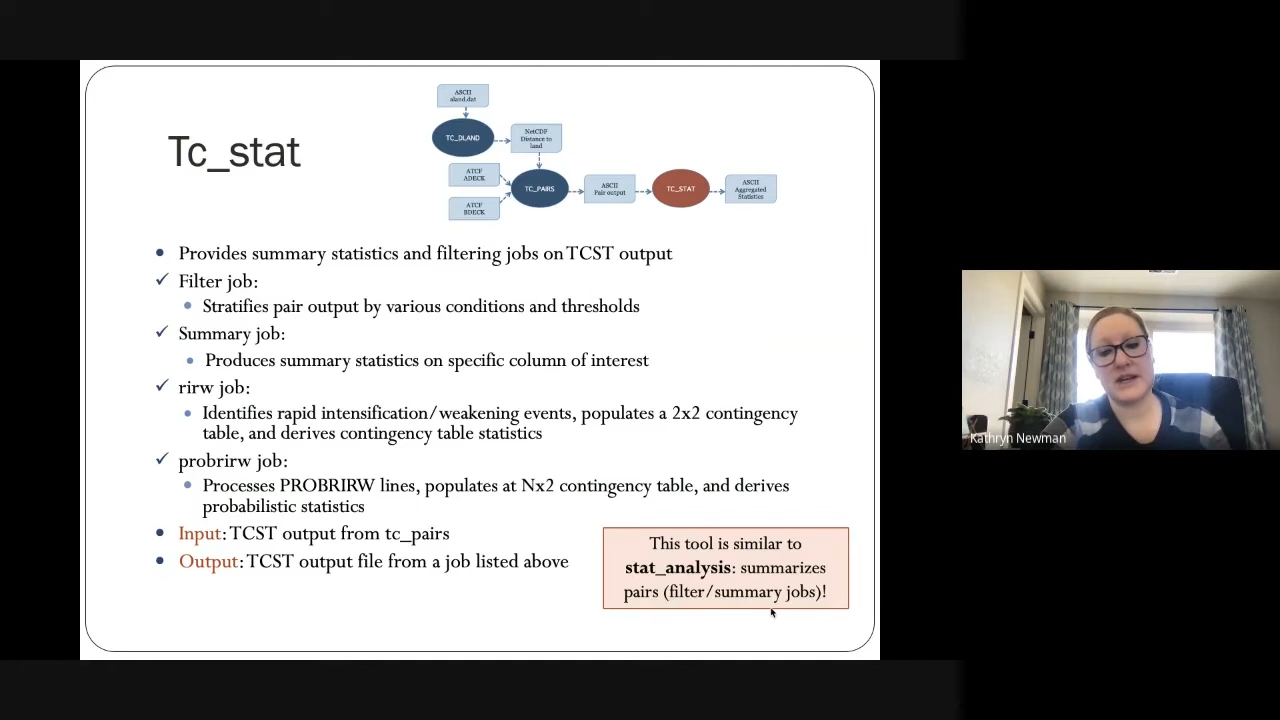 Tc_stat
ASCII
aland.dat
TC_DLAND
NetCDF
Distance to
land
ATCF
ADECK
ATCF
BDECK
TC_PAIRS
ASCII
Pair output
TC_STAT
ASCII
Aggregated
Statistics
• Provides summary statistics and filtering jobs on TCST output
✓ Filter job:
• Stratifies pair output by various conditions and thresholds
✓ Summary job:
• Produces summary statistics on specific column of interest
✓ rirw job:
• Identifies rapid intensification/weakening events, populates a 2x2 contingency
table, and derives contingency table statistics
✓ probrirw job:
• Processes PROBRIRW lines, populates at Nx2 contingency table, and derives
probabilistic statistics
• Input: TCST output from tc_pairs
• Output: TCST output file from a job listed above
This tool is similar to
stat_analysis: summarizes
pairs (filter/summary jobs)!
Kathryn Newman